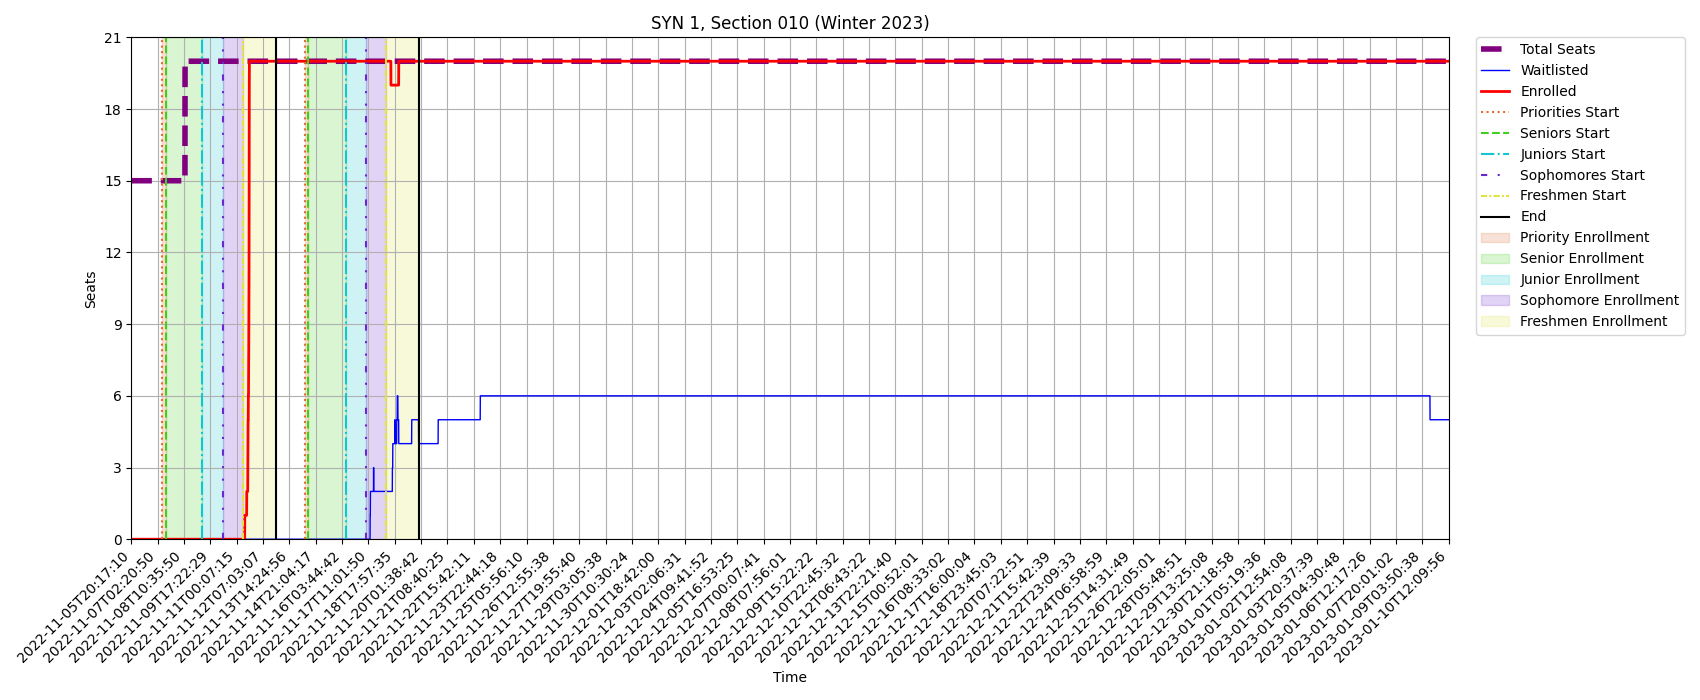 SYN 1, Section 010 (Winter 2023)
21
18
15
12
9
6
3
0
Seats
2022-11-05T20:17:10
2022-11-07T02:20:50
2022-11-08T10:35:50
2022-11-09T17:22:29
2022-11-11T00:07:15
2022-11-12T07:03:07
2022-11-13T14:24:56
2022-11-14T21:04:17
2022-11-16T03:44:42
2022-11-17T11:01:50
2022-11-18T17:57:35
2022-11-20T01:38:42
2022-11-21T08:40:25
2022-11-22T15:42:11
2022-11-23T22:44:18
2022-11-25T05:56:10
2022-11-26T12:55:38
2022-11-27T19:55:40
2022-11-29T03:05:38
2022-11-30T10:30:24
2022-12-01T18:42:00
2022-12-03T02:06:31
2022-12-04T09:41:52
2022-12-05T16:53:25
2022-12-07T00:07:41
2022-12-08T07:56:01
2022-12-09T15:22:22
2022-12-10T22:45:32
2022-12-12T06:43:22
2022-12-13T22:21:40
2022-12-15T00:52:01
2022-12-16T08:33:02
2022-12-17T16:00:04
2022-12-18T23:45:03
2022-12-20T07:22:51
2022-12-21T15:42:39
2022-12-22T23:09:33
2022-12-24T06:58:59
2022-12-25T14:31:49
2022-12-26T22:05:01
2022-12-28T05:48:51
2022-12-29T13:25:08
2022-12-30T21:18:58
2023-01-01T05:19:36
2023-01-02T12:54:08
2023-01-03T20:37:39
2023-01-05T04:30:48
2023-01-06T12:17:26
2023-01-07T20:01:02
2023-01-09T03:50:38
2023-01-10T12:09:56
Time
Total Seats
Waitlisted
Enrolled
Priorities Start
Seniors Start
Juniors Start
Sophomores Start
Freshmen Start
End
Priority Enrollment
Senior Enrollment
Junior Enrollment
Sophomore Enrollment
Freshmen Enrollment